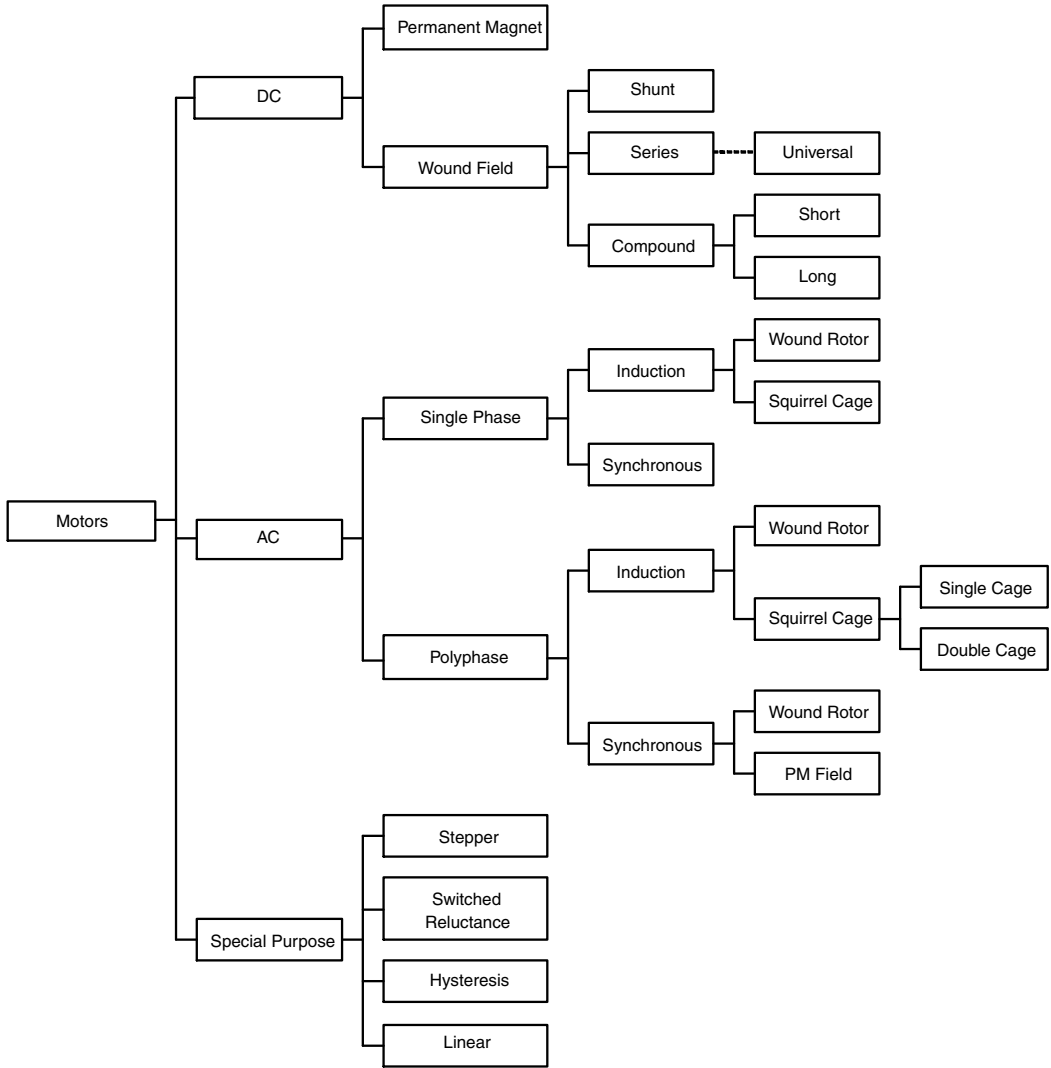 Permanent Magnet
DC
Shunt
Series
Universal
Wound Field
Short
Compound
Long
Wound Rotor
Induction
Squirrel Cage
Single Phase
Synchronous
Motors
AC
Wound Rotor
Induction
Single Cage
Squirrel Cage
Double Cage
Polyphase
Wound Rotor
Synchronous
PM Field
Stepper
Switched
Reluctance
Special Purpose
Hysteresis
Linear